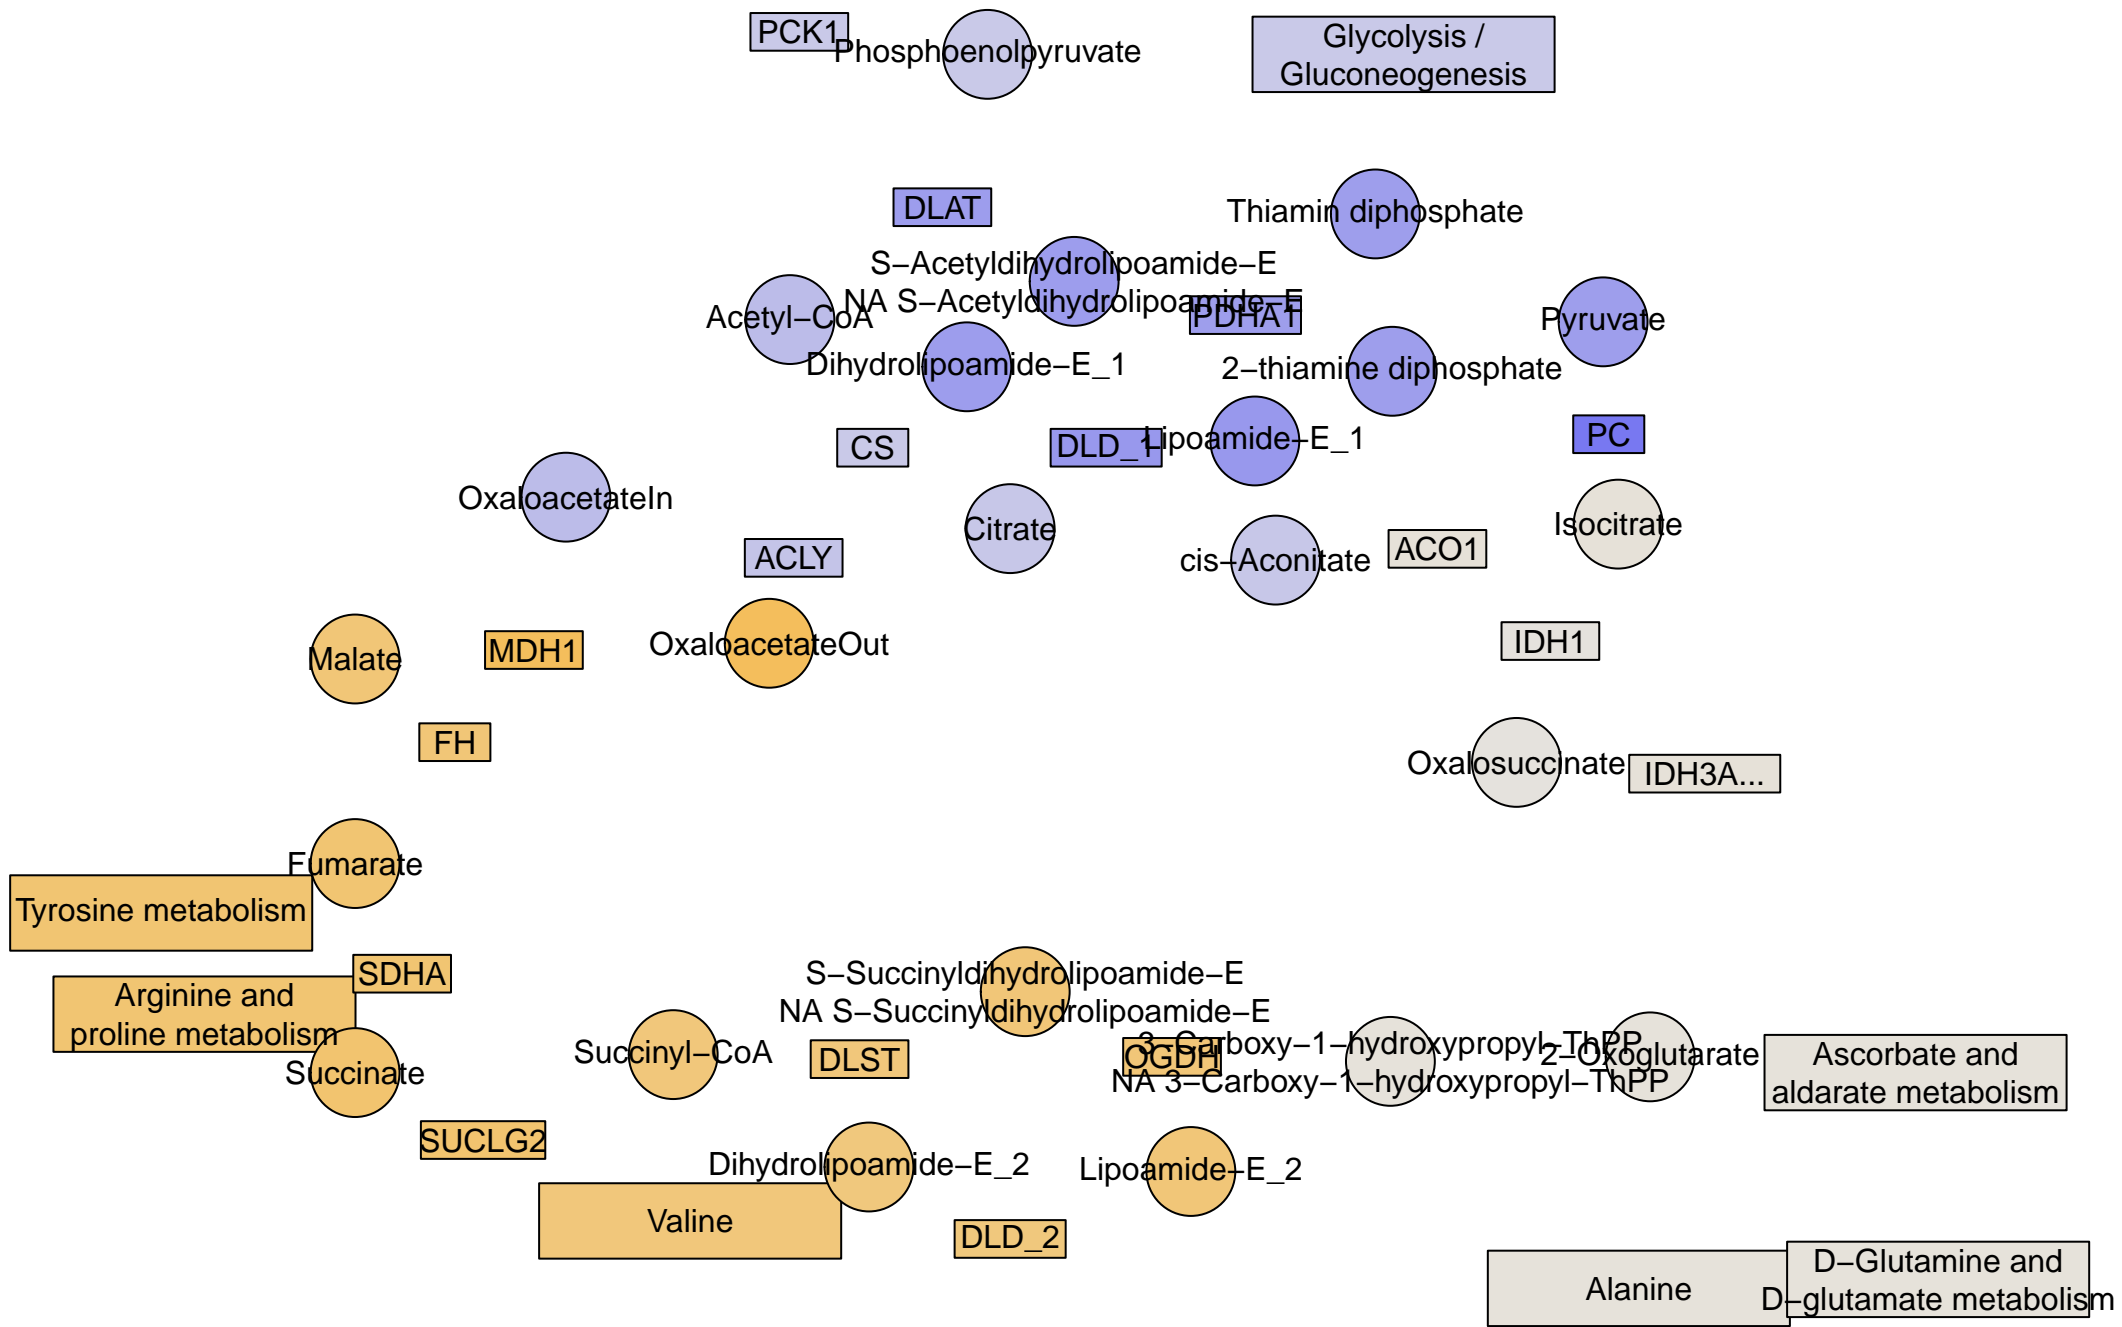 PCK1
Phosphoenolpyruvate
Glycolysis /
Gluconeogenesis
DLAT
Thiamin diphosphate
S−Acetyldihydrolipoamide−E
NA S−Acetyldihydrolipoamide−E
Acetyl−CoA
PDHA1
Pyruvate
Dihydrolipoamide−E_1
2−thiamine diphosphate
CS
DLD_1
Lipoamide−E_1
PC
OxaloacetateIn
Citrate
Isocitrate
ACLY
cis−Aconitate
ACO1
Malate
MDH1
OxaloacetateOut
IDH1
FH
Oxalosuccinate
IDH3A...
Fumarate
Tyrosine metabolism
SDHA
Arginine and
proline metabolism
Succinate
S−Succinyldihydrolipoamide−E
NA S−Succinyldihydrolipoamide−E
Succinyl−CoA
DLST
OGDH
3−Carboxy−1−hydroxypropyl−ThPP
NA 3−Carboxy−1−hydroxypropyl−ThPP
2−Oxoglutarate
Ascorbate and
aldarate metabolism
SUCLG2
Dihydrolipoamide−E_2
Lipoamide−E_2
Valine
DLD_2
Alanine
D−Glutamine and
D−glutamate metabolism